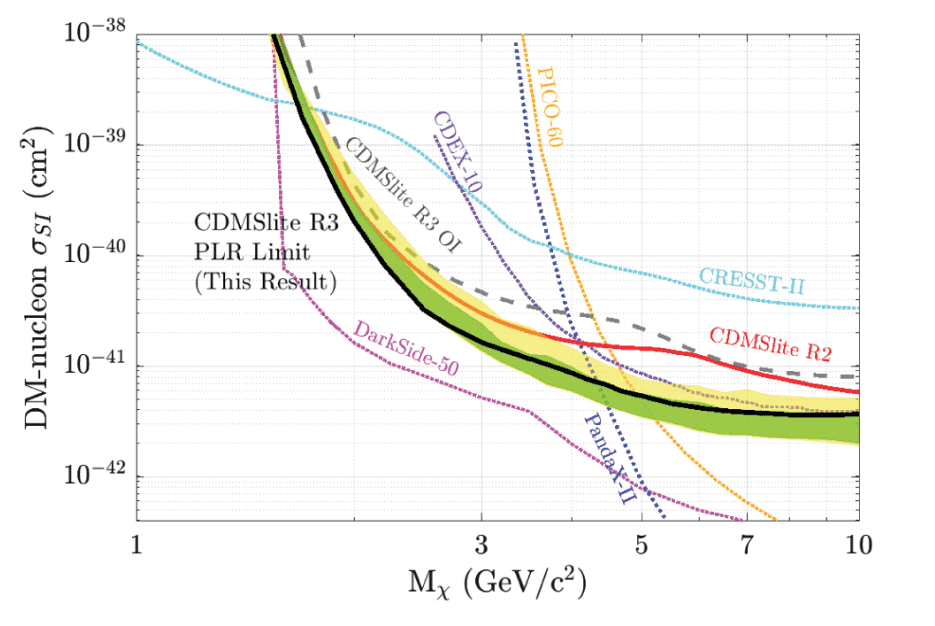 10⁻³⁸
10⁻³⁹
10⁻⁴⁰
10⁻⁴¹
10⁻⁴²
DM-nucleon σ_SI (cm²)
PICO-60
CDEX-10
CDMSlite R3 OI
CDMSlite R3
PLR Limit
(This Result)
CRESST-II
DarkSide-50
CDMSlite R2
PandaX-II
1 3 5 7 10
M_χ (GeV/c²)